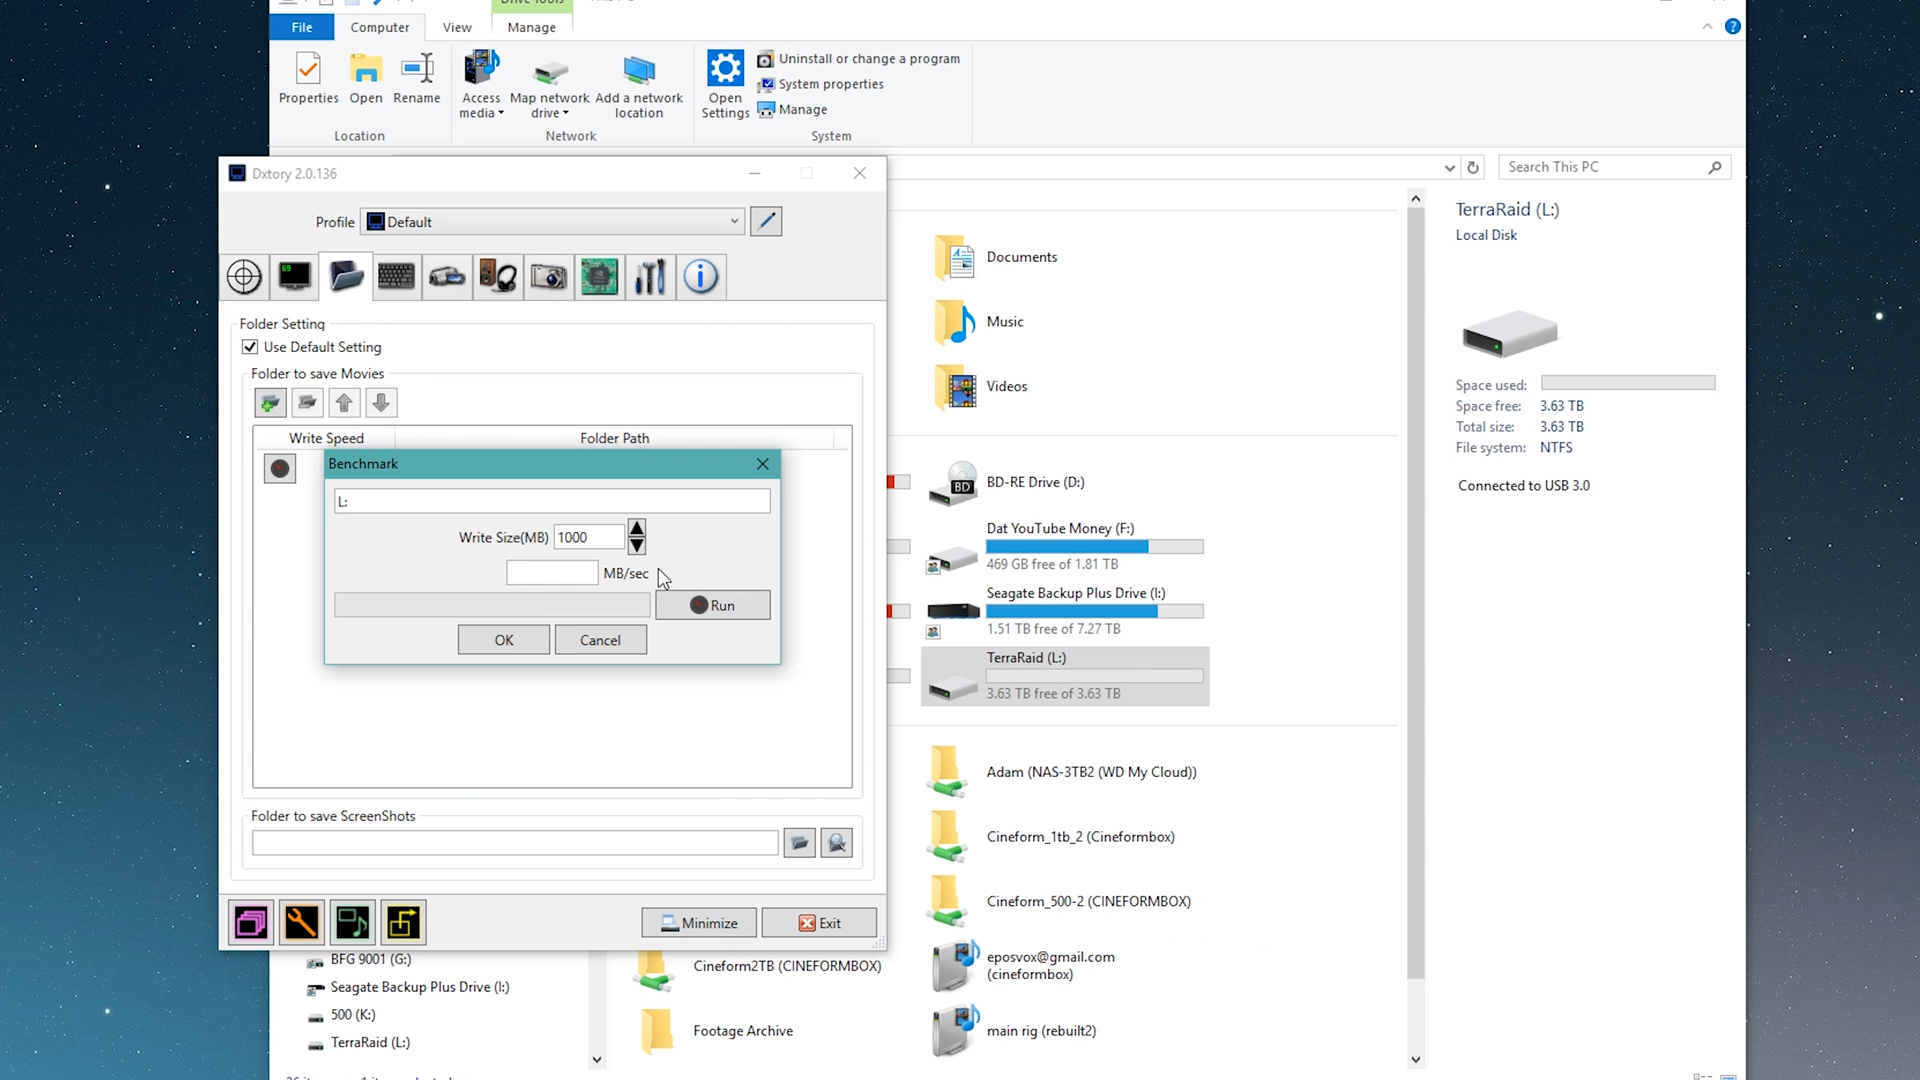 File
Computer
View
Manage
Properties
Open
Rename
Access media
Map network drive
Add a network location
Open Settings
Uninstall or change a program
System properties
Manage
Location
Network
System
Search This PC
Dxtory 2.0.136
Profile
Default
69
Folder Setting
Use Default Setting
Folder to save Movies
Write Speed
Folder Path
Benchmark
L:
Write Size(MB)
1000
MB/sec
Run
OK
Cancel
Folder to save ScreenShots
Minimize
Exit
BFG 9001 (G:)
Seagate Backup Plus Drive (I:)
500 (K:)
TerraRaid (L:)
Documents
Music
Videos
BD
BD-RE Drive (D:)
Dat YouTube Money (F:)
469 GB free of 1.81 TB
Seagate Backup Plus Drive (I:)
1.51 TB free of 7.27 TB
TerraRaid (L:)
3.63 TB free of 3.63 TB
Adam (NAS-3TB2 (WD My Cloud))
Cineform_1tb_2 (Cineformbox)
Cineform_500-2 (CINEFORMBOX)
Cineform2TB (CINEFORMBOX)
eposvox@gmail.com
(cineformbox)
Footage Archive
main rig (rebuilt2)
TerraRaid (L:)
Local Disk
Space used:
Space free: 3.63 TB
Total size: 3.63 TB
File system: NTFS
Connected to USB 3.0